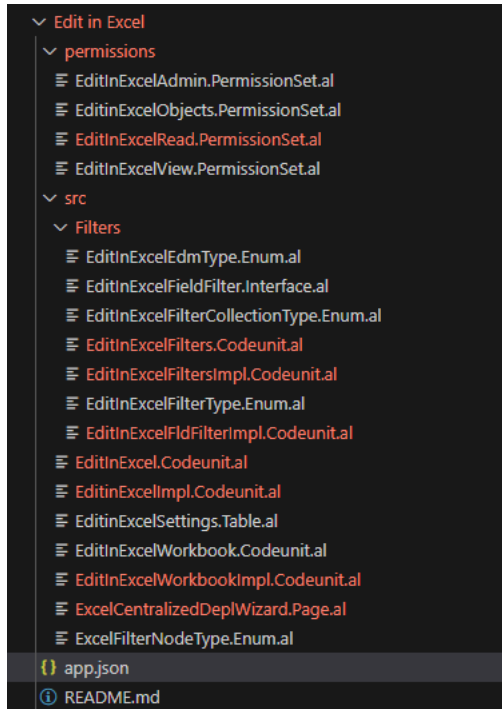 Edit in Excel
permissions
EditInExcelAdmin.PermissionSet.al
EditinExcelObjects.PermissionSet.al
EditInExcelRead.PermissionSet.al
EditInExcelView.PermissionSet.al
src
Filters
EditInExcelEdmType.Enum.al
EditInExcelFieldFilter.Interface.al
EditInExcelFilterCollectionType.Enum.al
EditInExcelFilters.Codeunit.al
EditInExcelFiltersImpl.Codeunit.al
EditInExcelFilterType.Enum.al
EditInExcelFldFilterImpl.Codeunit.al
EditInExcel.Codeunit.al
EditinExcelImpl.Codeunit.al
EditinExcelSettings.Table.al
EditInExcelWorkbook.Codeunit.al
EditInExcelWorkbookImpl.Codeunit.al
ExcelCentralizedDeplWizard.Page.al
ExcelFilterNodeType.Enum.al
{} app.json
README.md